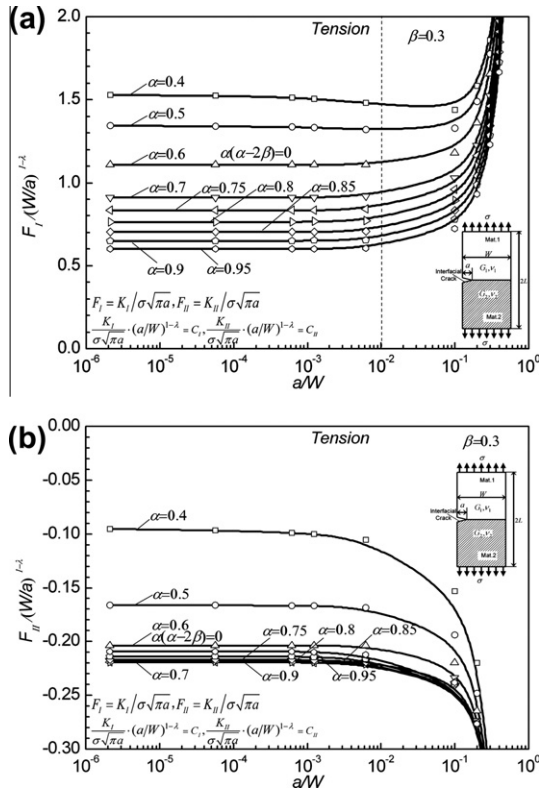 (a)
Tension
β=0.3
2.0
1.5
1.0
0.5
0.0
F_I/(W/a)^{1-λ}
α=0.4
α=0.5
α=0.6
α(α−2β)=0
α=0.7
α=0.75
α=0.8
α=0.85
α=0.9
α=0.95
F_I = K_I/σ√πa, F_II = K_II/σ√πa
K_I/σ√πa · (a/W)^{1-λ} = C_I, K_II/σ√πa · (a/W)^{1-λ} = C_II
σ
Mat.1
W
a
G₁,ν₁
Interfacial Crack
2L
G₂,ν₂
Mat.2
σ
10⁻⁶ 10⁻⁵ 10⁻⁴ 10⁻³ 10⁻² 10⁻¹ 10⁰
a/W
(b)
Tension
β=0.3
0.00
-0.05
-0.10
-0.15
-0.20
-0.25
-0.30
F_II/(W/a)^{1-λ}
σ
Mat.1
W
a
G₁,ν₁
Interfacial Crack
2L
Mat.2
σ
α=0.4
α=0.5
α=0.6
α(α−2β)=0
α=0.75
α=0.8
α=0.85
α=0.7
α=0.9
α=0.95
F_I = K_I/σ√πa, F_II = K_II/σ√πa
K_I/σ√πa · (a/W)^{1-λ} = C_I, K_II/σ√πa · (a/W)^{1-λ} = C_II
10⁻⁶ 10⁻⁵ 10⁻⁴ 10⁻³ 10⁻² 10⁻¹ 10⁰
a/W